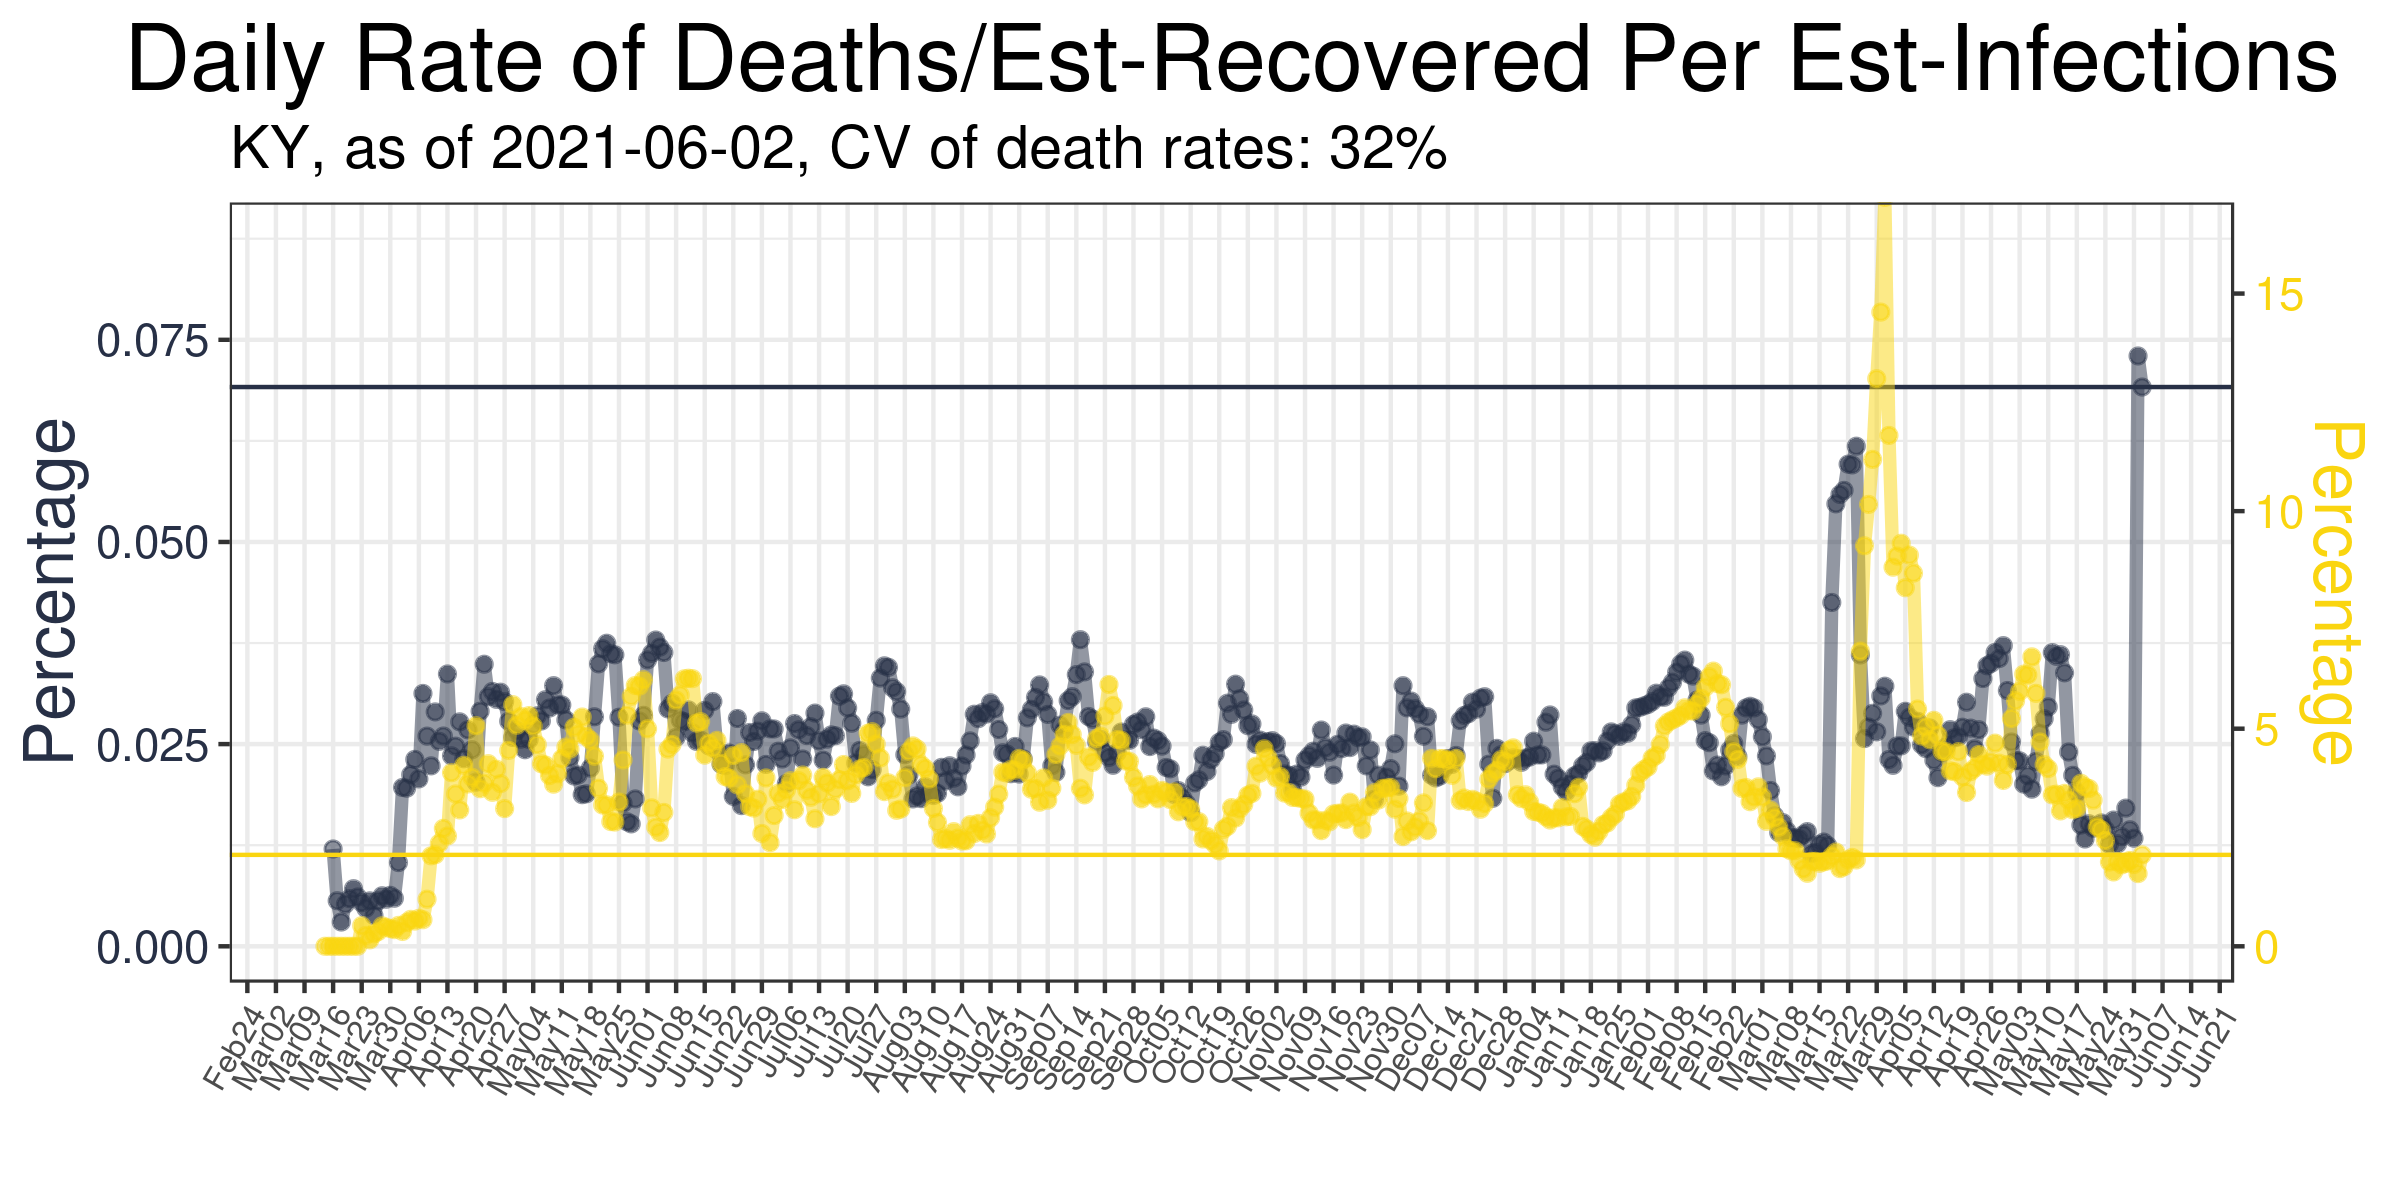 Daily Rate of Deaths/Est-Recovered Per Est-Infections
KY, as of 2021-06-02, CV of death rates: 32%
Percentage
0.075
0.050
0.025
0.000
15
10
5
0
Percentage
Feb24
Mar02
Mar09
Mar16
Mar23
Mar30
Apr06
Apr13
Apr20
Apr27
May04
May11
May18
May25
Jun01
Jun08
Jun15
Jun22
Jun29
Jul06
Jul13
Jul20
Jul27
Aug03
Aug10
Aug17
Aug24
Aug31
Sep07
Sep14
Sep21
Sep28
Oct05
Oct12
Oct19
Oct26
Nov02
Nov09
Nov16
Nov23
Nov30
Dec07
Dec14
Dec21
Dec28
Jan04
Jan11
Jan18
Jan25
Feb01
Feb08
Feb15
Feb22
Mar01
Mar08
Mar15
Mar22
Mar29
Apr05
Apr12
Apr19
Apr26
May03
May10
May17
May24
May31
Jun07
Jun14
Jun21